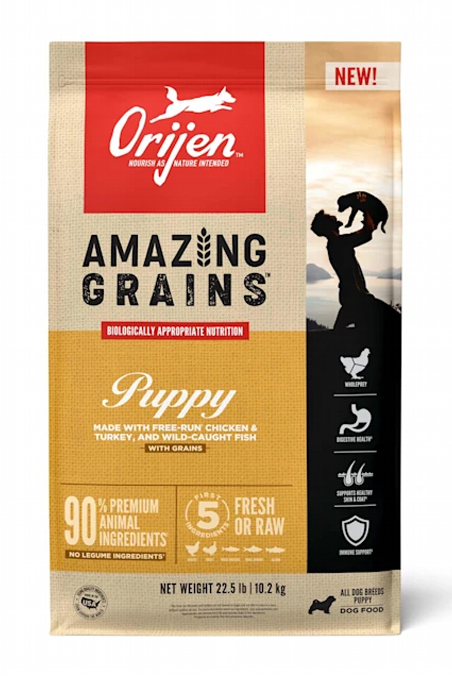 NEW!
Orijen™
NOURISH AS NATURE INTENDED
AMAZING
GRAINS™
BIOLOGICALLY APPROPRIATE NUTRITION
Puppy
MADE WITH FREE-RUN* CHICKEN &
TURKEY, AND WILD-CAUGHT FISH
WITH GRAINS
WHOLEPREY
DIGESTIVE HEALTH*
SUPPORTS HEALTHY
SKIN & COAT*
IMMUNE SUPPORT*
90% PREMIUM
ANIMAL
INGREDIENTS*
NO LEGUME INGREDIENTS*
FIRST
5
INGREDIENTS
FRESH
OR RAW
NET WEIGHT 22.5 lb | 10.2 kg
USA
ALL DOG BREEDS
PUPPY
DOG FOOD